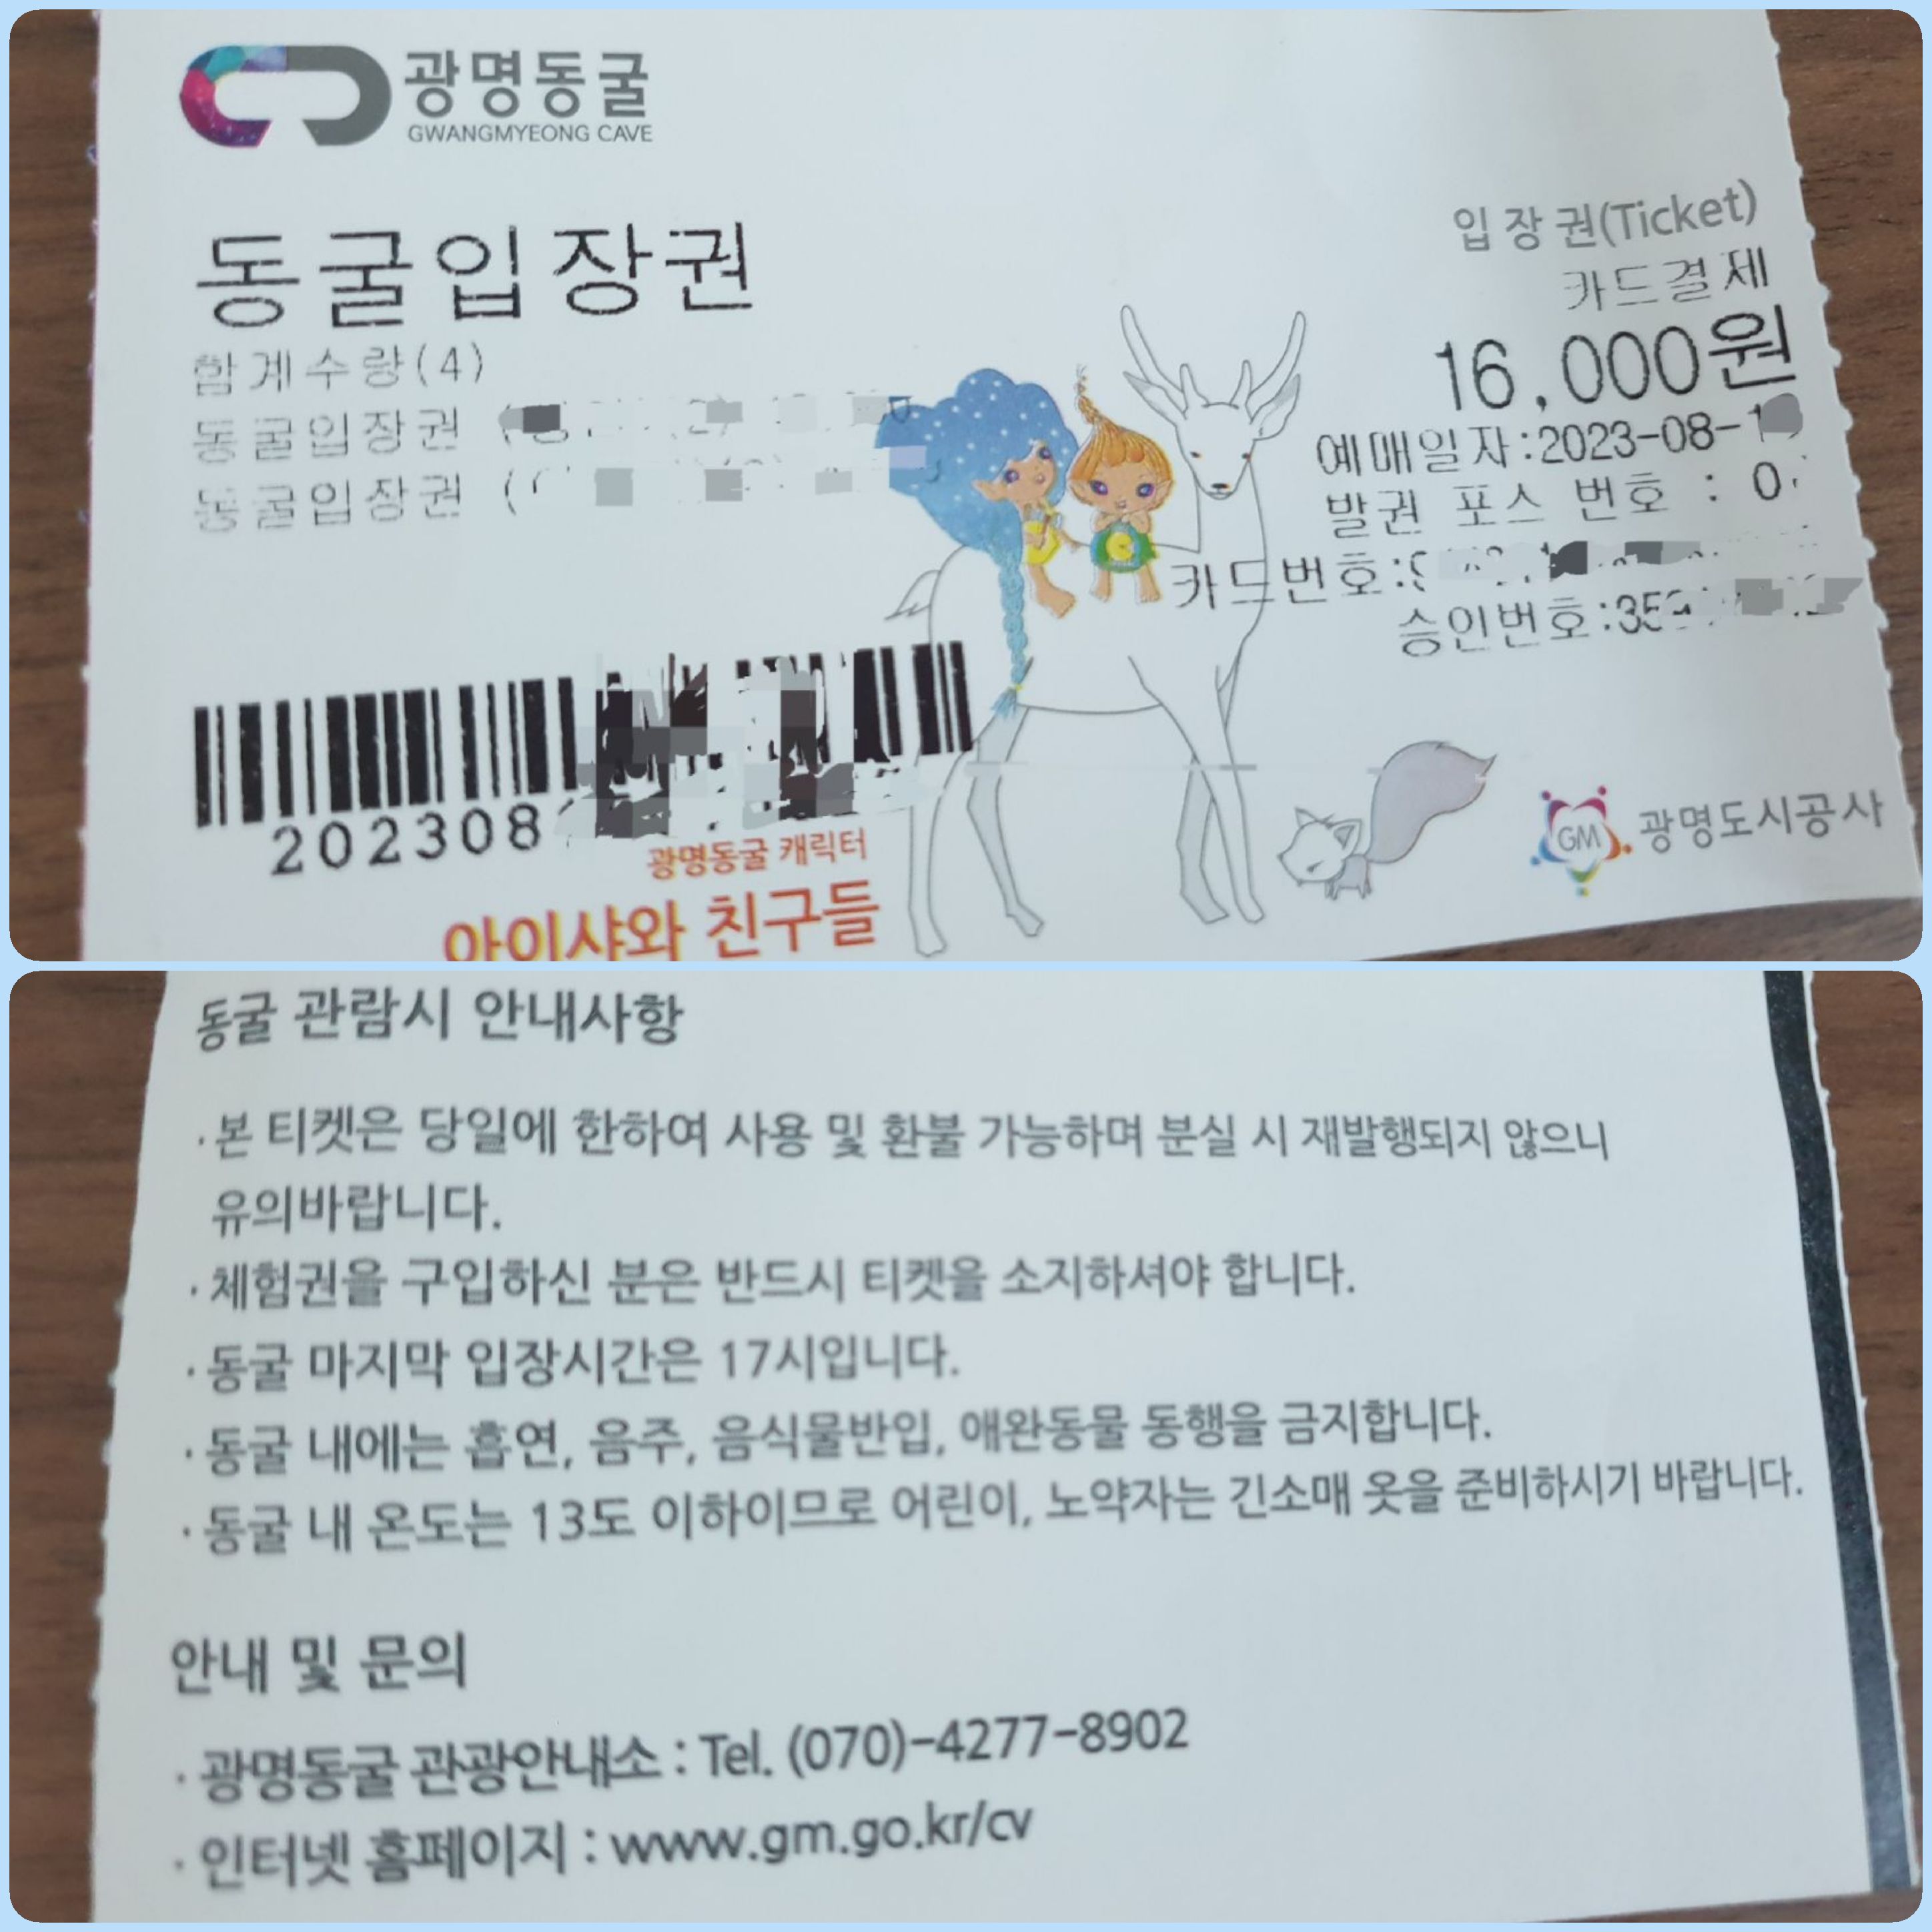 광명동굴
GWANGMYEONG CAVE
동굴입장권
합계수량(4)
동굴입장권
동굴입장권
입장권(Ticket)
카드결제
16,000원
예매일자:2023-08-1
발권 포스 번호 : 0
카드번호:
승인번호:35
202308
광명동굴 캐릭터
아이샤와 친구들
GM 광명도시공사
동굴 관람시 안내사항
· 본 티켓은 당일에 한하여 사용 및 환불 가능하며 분실 시 재발행되지 않으니
유의바랍니다.
· 체험권을 구입하신 분은 반드시 티켓을 소지하셔야 합니다.
· 동굴 마지막 입장시간은 17시입니다.
· 동굴 내에는 흡연, 음주, 음식물반입, 애완동물 동행을 금지합니다.
· 동굴 내 온도는 13도 이하이므로 어린이, 노약자는 긴소매 옷을 준비하시기 바랍니다.
안내 및 문의
· 광명동굴 관광안내소 : Tel. (070)-4277-8902
· 인터넷 홈페이지 : www.gm.go.kr/cv